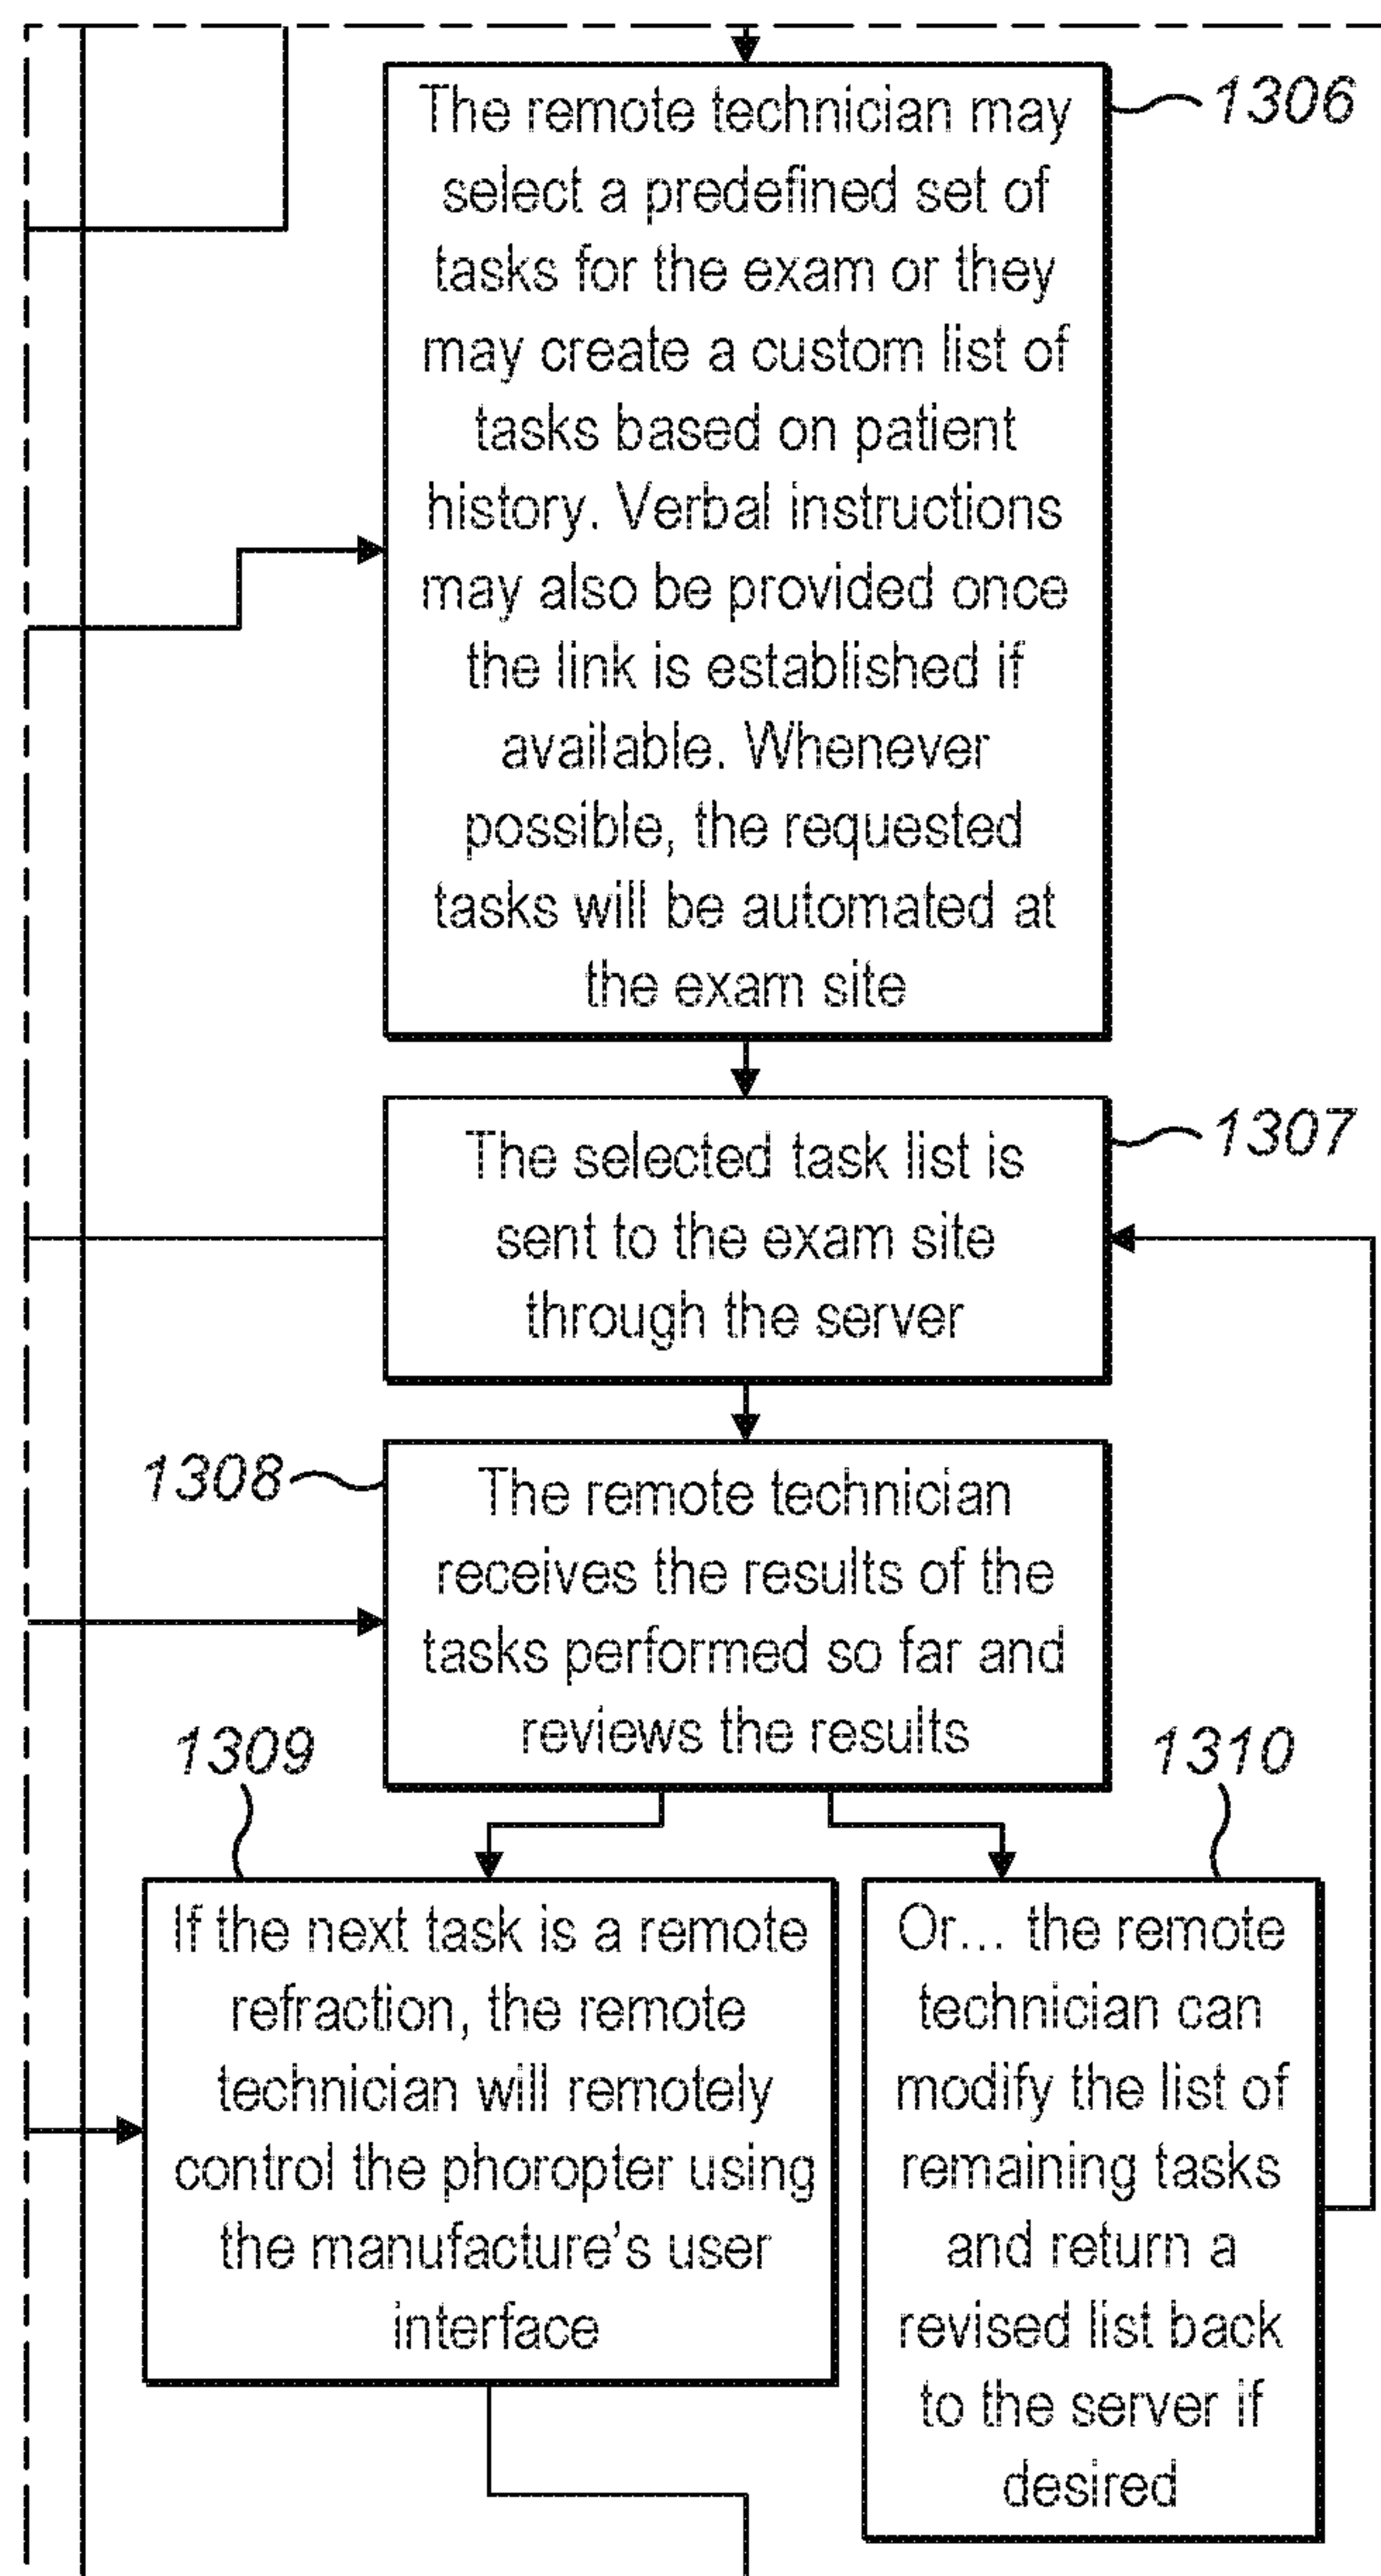 1306
The remote technician may
select a predefined set of
tasks for the exam or they
may create a custom list of
tasks based on patient
history. Verbal instructions
may also be provided once
the link is established if
available. Whenever
possible, the requested
tasks will be automated at
the exam site
1307
The selected task list is
sent to the exam site
through the server
1308
The remote technician
receives the results of the
tasks performed so far and
reviews the results
1309
If the next task is a remote
refraction, the remote
technician will remotely
control the phoropter using
the manufacture's user
interface
1310
Or... the remote
technician can
modify the list of
remaining tasks
and return a
revised list back
to the server if
desired